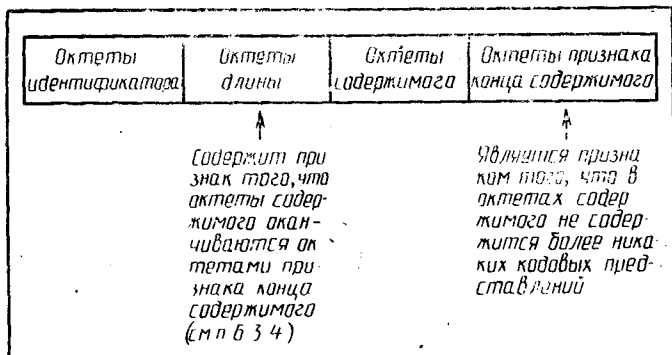 Октеты Октеты Октеты Октеты признака
идентификатора длины содержимого конца содержимого
Содержит при
знак того, что
октеты содер-
жимого окан-
чиваются ок
тетами при-
знака конца
содержимого
(см п 6 3 4)
Является призна
ком того, что в
октетах содер
жимого не содер-
жится более ника
ких кодовых пред-
ставлений